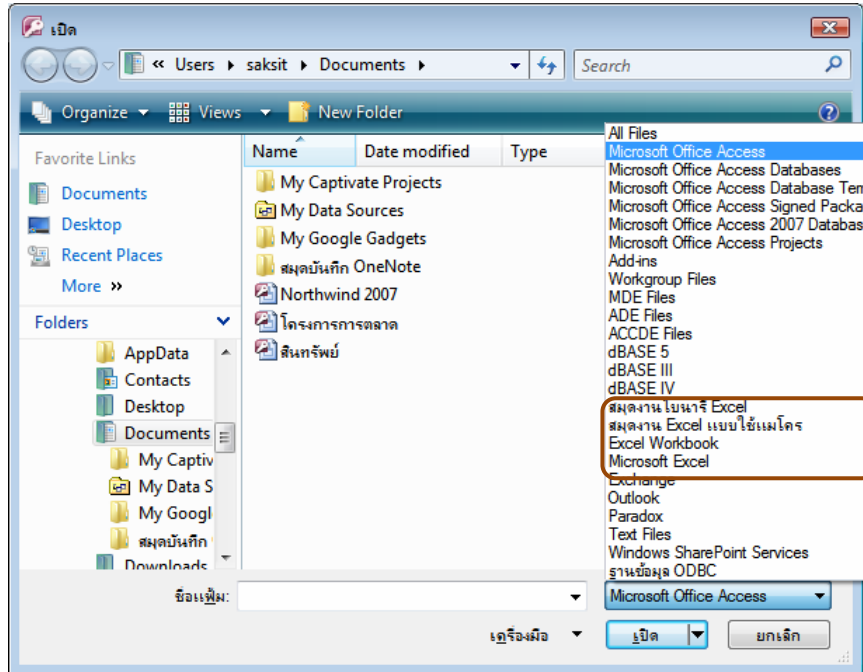 เปิด
« Users saksit Documents
Search
Organize Views New Folder
Favorite Links
Documents
Desktop
Recent Places
More »
Folders
AppData
Contacts
Desktop
Documents
My Captiv
My Data S
My Googl
สมุดบันทึก
Downloads
Name Date modified Type
My Captivate Projects
My Data Sources
My Google Gadgets
สมุดบันทึก OneNote
Northwind 2007
โครงการการตลาด
สินทรัพย์
All Files
Microsoft Office Access
Microsoft Office Access Databases
Microsoft Office Access Database Tem
Microsoft Office Access Signed Packa
Microsoft Office Access 2007 Databas
Microsoft Office Access Projects
Add-ins
Workgroup Files
MDE Files
ADE Files
ACCDE Files
dBASE 5
dBASE III
dBASE IV
สมุดงานไบนารี Excel
สมุดงาน Excel แบบใช้แมโคร
Excel Workbook
Microsoft Excel
Exchange
Outlook
Paradox
Text Files
Windows SharePoint Services
ฐานข้อมูล ODBC
ชื่อแฟ้ม:
Microsoft Office Access
เครื่องมือ
เปิด
ยกเลิก